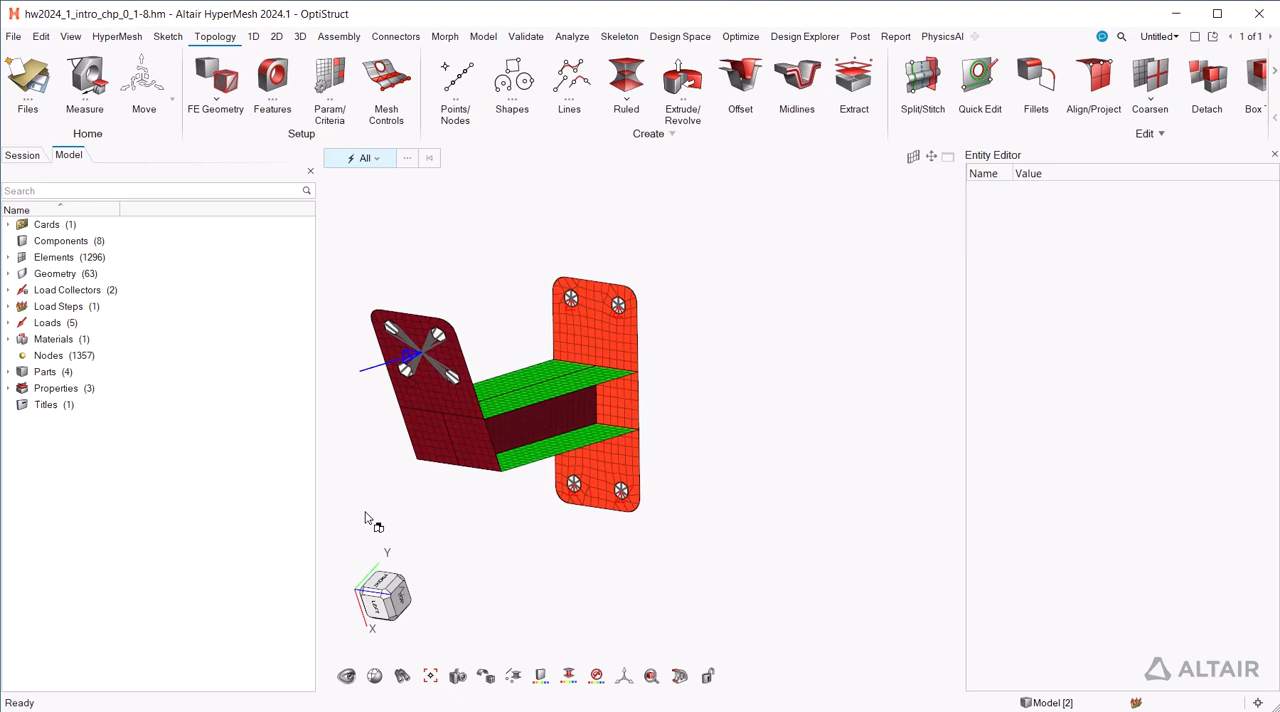 hw2024_1_intro_chp_0_1-8.hm - Altair HyperMesh 2024.1 - OptiStruct
File Edit View HyperMesh Sketch Topology 1D 2D 3D Assembly Connectors Morph Model Validate Analyze Skeleton Design Space Optimize Design Explorer Post Report PhysicsAI Untitled 1 of 1
Files Measure Move FE Geometry Features Param/ Criteria Mesh Controls Points/ Nodes Shapes Lines Ruled Extrude/ Revolve Offset Midlines Extract Split/Stitch Quick Edit Fillets Align/Project Coarsen Detach Box T
Home Setup Create Edit
Session Model All Entity Editor
Name Value
Search
Name
Cards (1)
Components (8)
Elements (1296)
Geometry (63)
Load Collectors (2)
Load Steps (1)
Loads (5)
Materials (1)
Nodes (1357)
Parts (4)
Properties (3)
Titles (1)
Y
LEFT
X
ALTAIR
Ready Model [2]